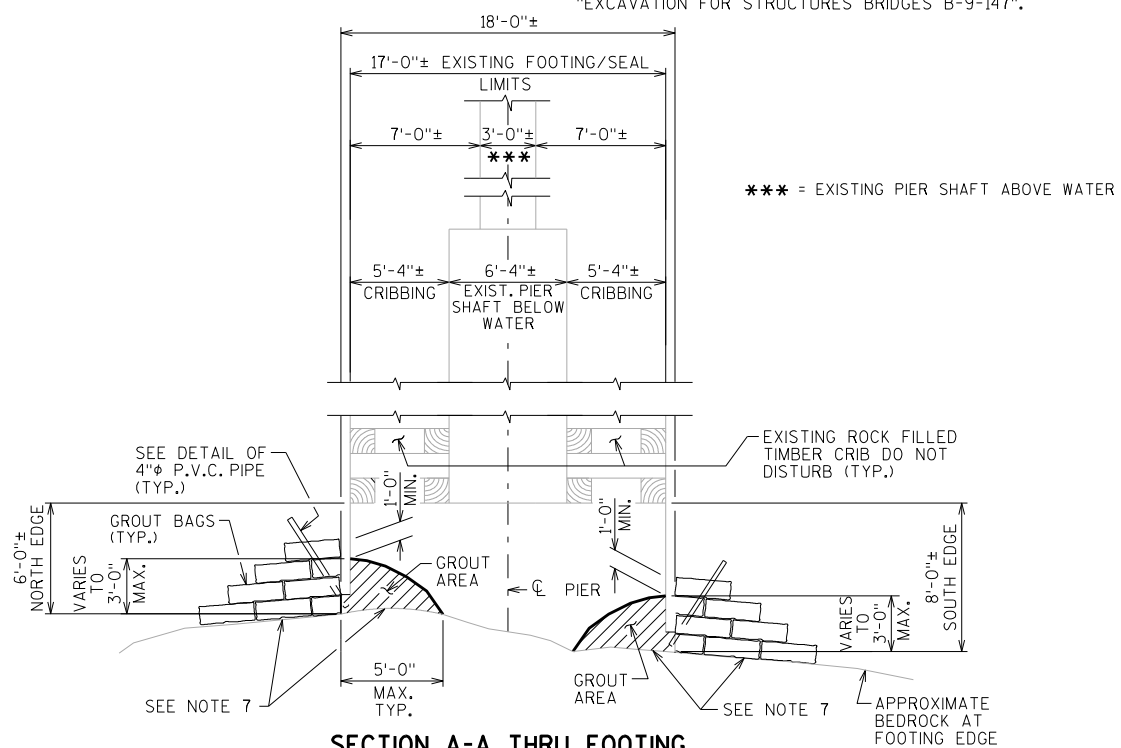 "EXCAVATION FOR STRUCTURES BRIDGES B-9-147".
18'-0"±
17'-0"± EXISTING FOOTING/SEAL
LIMITS
7'-0"± 3'-0"± 7'-0"±
***
*** = EXISTING PIER SHAFT ABOVE WATER
5'-4"± 6'-4"± 5'-4"±
CRIBBING EXIST. PIER CRIBBING
SHAFT BELOW
WATER
SEE DETAIL OF
4"φ P.V.C. PIPE
(TYP.)
EXISTING ROCK FILLED
TIMBER CRIB DO NOT
DISTURB (TYP.)
1'-0"
MIN.
1'-0"
MIN.
GROUT BAGS
(TYP.)
6'-0"±
NORTH EDGE
VARIES
TO
3'-0"
MAX.
GROUT
AREA
℄ PIER
VARIES
TO
3'-0"
MAX.
8'-0"±
SOUTH EDGE
5'-0"
MAX.
TYP.
SEE NOTE 7
GROUT
AREA
SEE NOTE 7
APPROXIMATE
BEDROCK AT
FOOTING EDGE
SECTION A-A THRU FOOTING